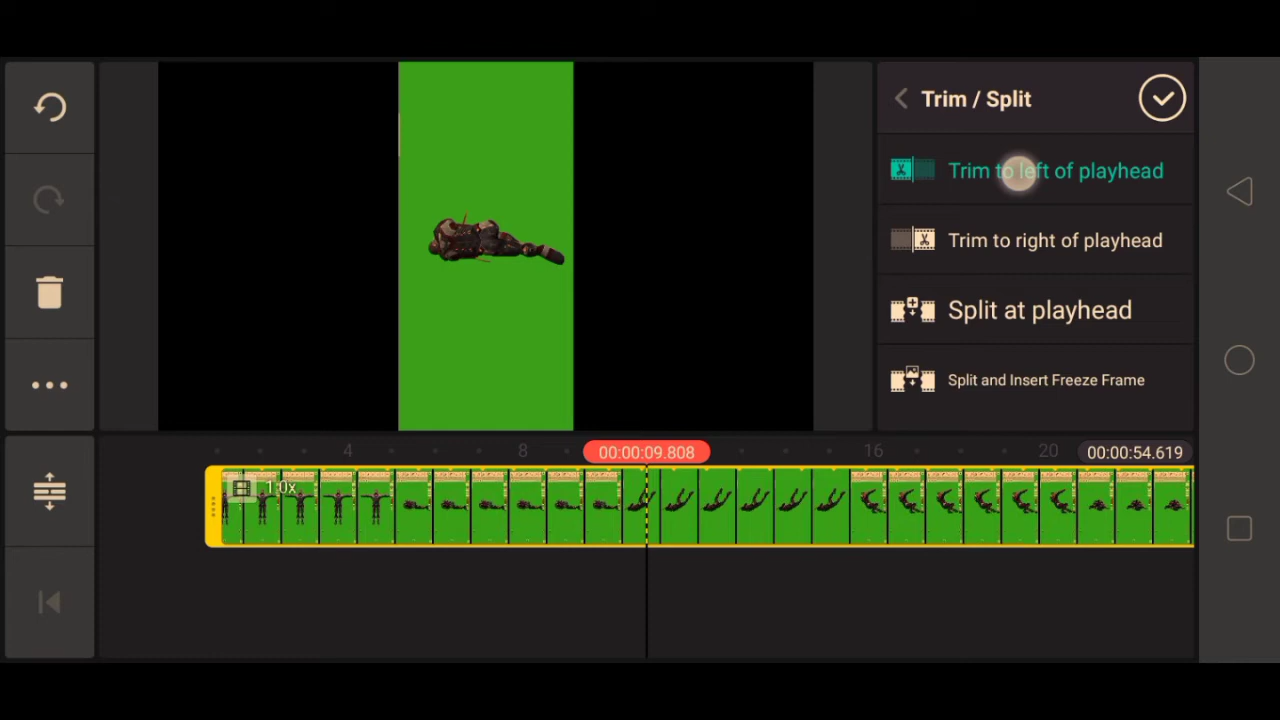 Trim / Split
Trim to left of playhead
Trim to right of playhead
Split at playhead
Split and Insert Freeze Frame
4
8
00:00:09.808
16
20
00:00:54.619
1.0x